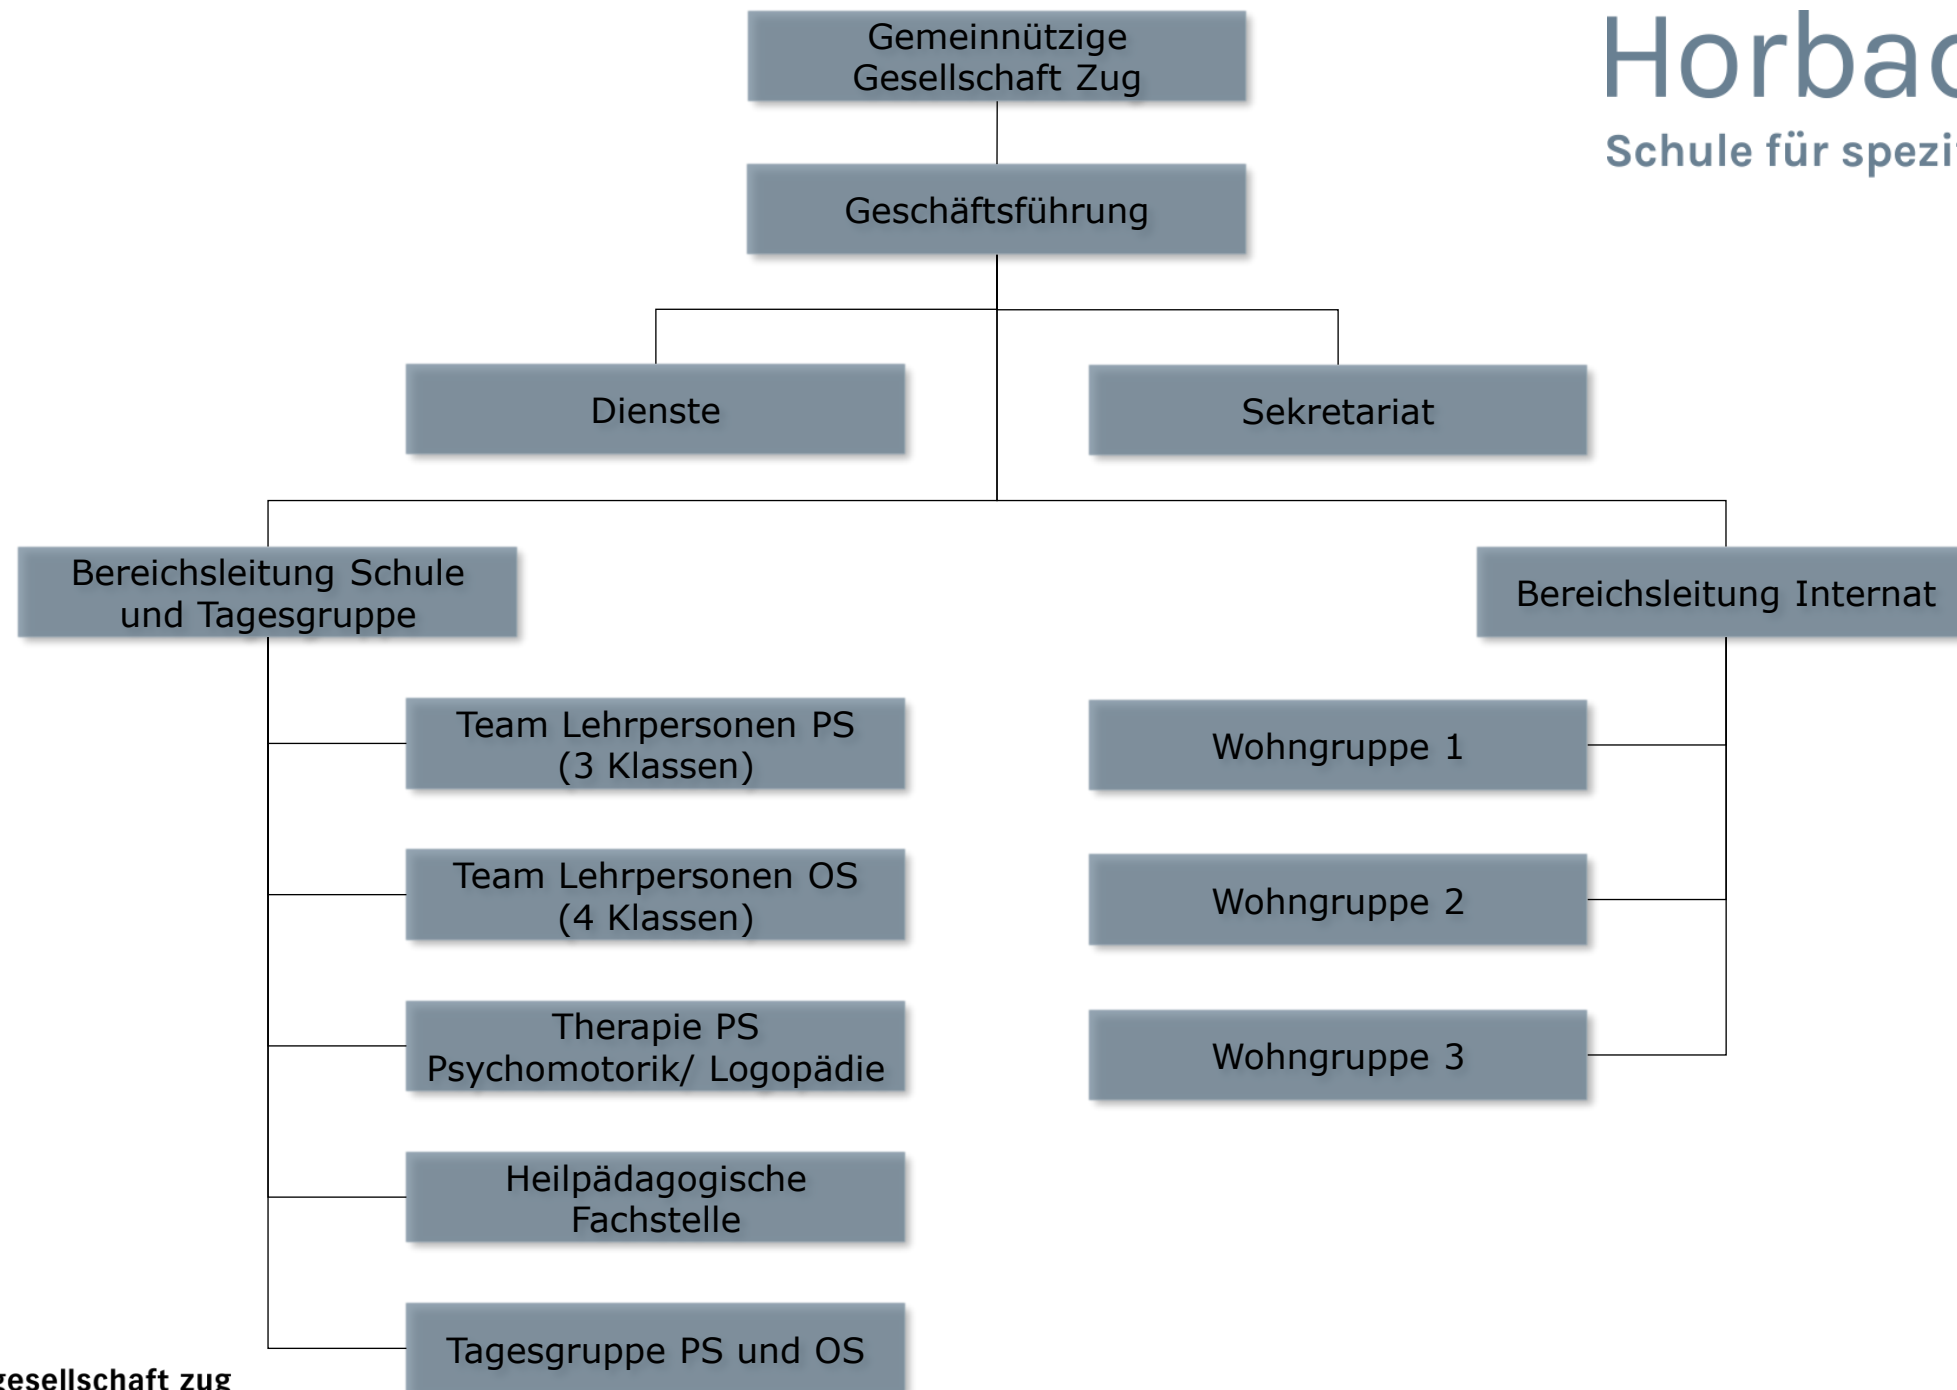 Gemeinnützige
Gesellschaft Zug
Schule für
Geschäftsführung
Dienste
Sekretariat
Bereichsleitung Schule
und Tagesgruppe
Bereichsleitung Internat
Team Lehrpersonen PS
(3 Klassen)
Wohngruppe 1
Team Lehrpersonen OS
(4 Klassen)
Wohngruppe 2
Therapie PS
Psychomotorik/ Logopädie
Wohngruppe 3
Heilpädagogische
Fachstelle
Tagesgruppe PS und OS
gesellschaft zug